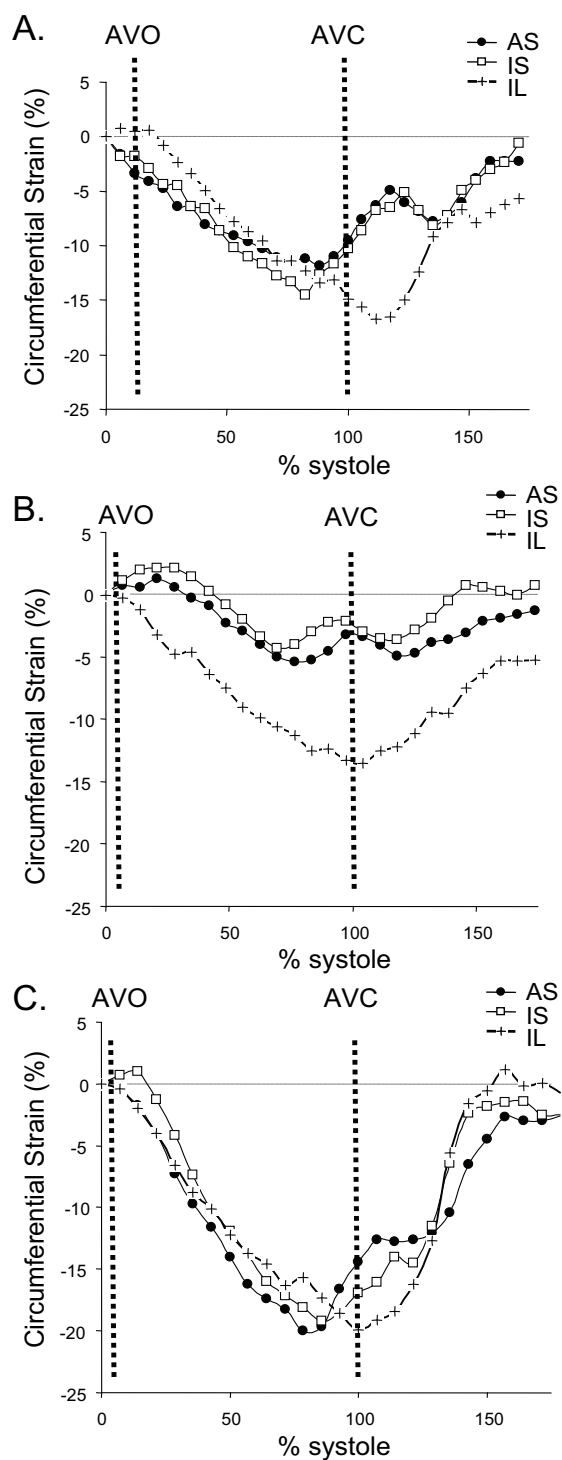 A.
AVO
AVC
AS
IS
IL
5
0
-5
-10
-15
-20
-25
Circumferential Strain (%)
0
50
100
150
% systole
B.
AVO
AVC
AS
IS
IL
5
0
-5
-10
-15
-20
-25
Circumferential Strain (%)
0
50
100
150
% systole
C.
AVO
AVC
AS
IS
IL
5
0
-5
-10
-15
-20
-25
Circumferential Strain (%)
0
50
100
150
% systole